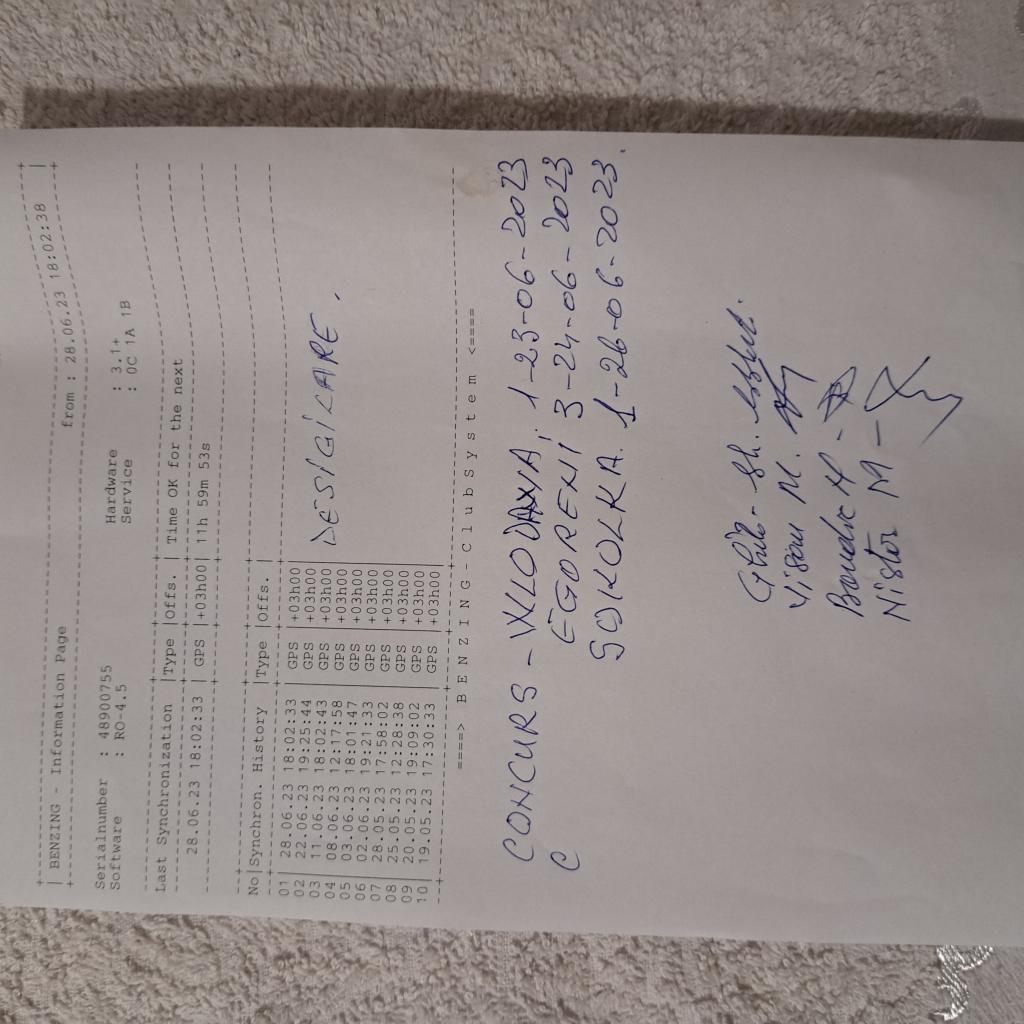 | BENZING - Information Page from : 28.06.23 18:02:38 |
Serialnumber : 48900755 Hardware : 3.1+
Software : RO-4.5 Service : 0C 1A 1B
Last Synchronization |Type |Offs. | Time OK for the next
28.06.23 18:02:33 | GPS |+03h00| 11h 59m 53s
No|Synchron. History |Type |Offs. |
01 | 28.06.23 18:02:33 | GPS |+03h00
02 | 22.06.23 19:25:44 | GPS |+03h00
03 | 11.06.23 18:02:43 | GPS |+03h00
04 | 08.06.23 12:17:58 | GPS |+03h00
05 | 03.06.23 18:01:47 | GPS |+03h00
06 | 02.06.23 19:21:33 | GPS |+03h00
07 | 28.05.23 17:58:02 | GPS |+03h00
08 | 25.05.23 12:28:38 | GPS |+03h00
09 | 20.05.23 19:09:02 | GPS |+03h00
10 | 19.05.23 17:30:33 | GPS |+03h00
DESIGILARE.
====> B E N Z I N G - C l u b s y s t e m <====
CONCURS - WLODAWA 1-23-06-2023
C EGORENI 3-24-06-2023
SOKOLKA 1-26-06-2023.
Gh.
Visan M.
H -
Nistor M -